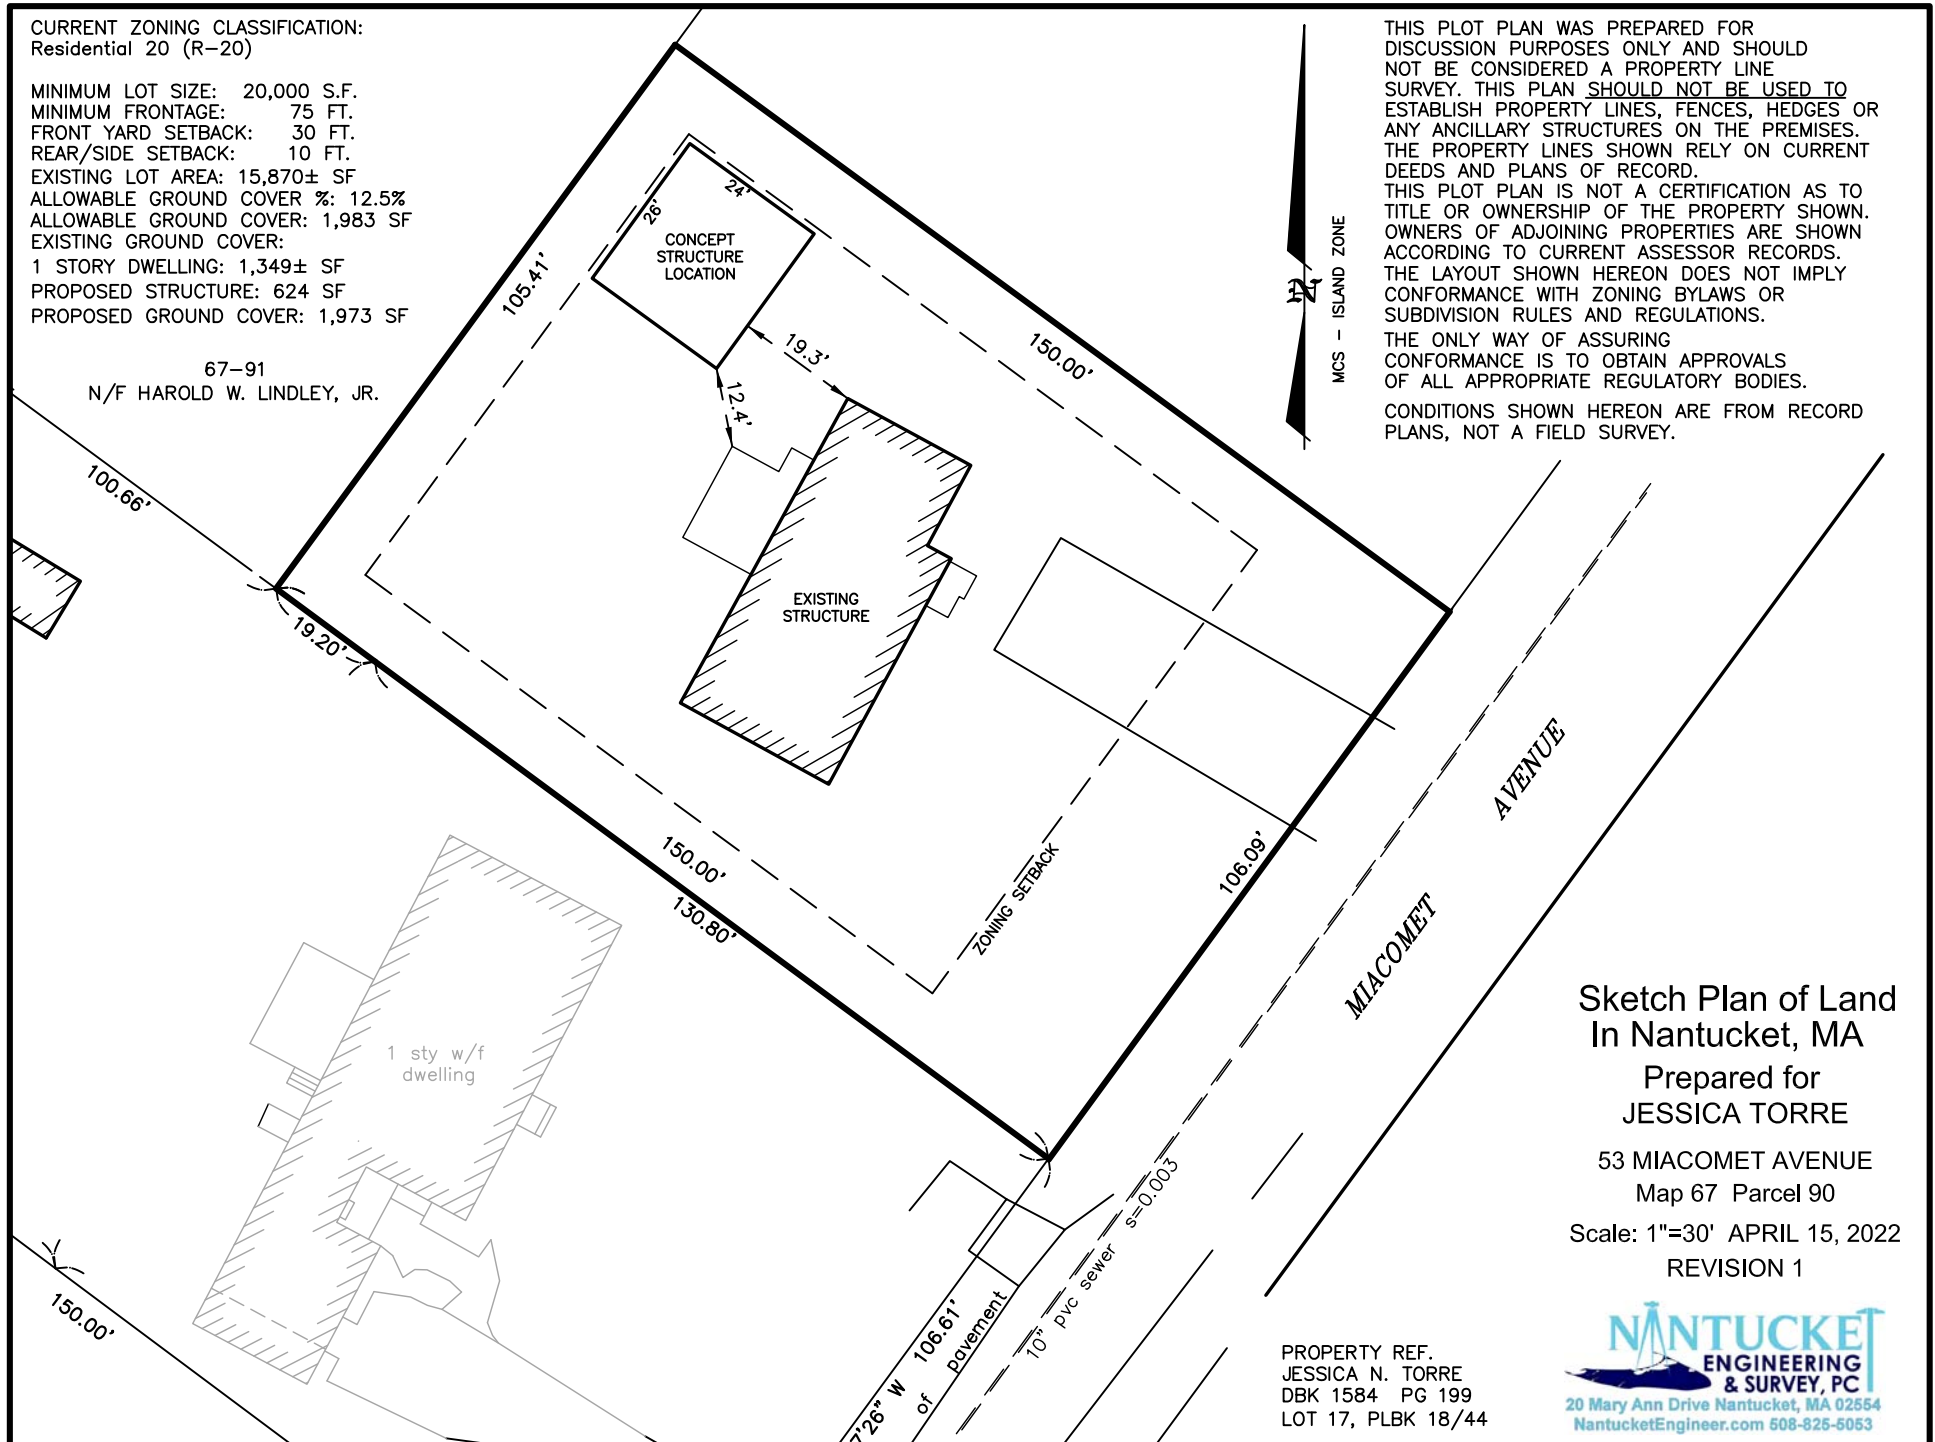 CURRENT ZONING CLASSIFICATION:
Residential 20 (R-20)
MINIMUM LOT SIZE: 20,000 S.F.
MINIMUM FRONTAGE: 75 FT.
FRONT YARD SETBACK: 30 FT.
REAR/SIDE SETBACK: 10 FT.
EXISTING LOT AREA: 15,870± SF
ALLOWABLE GROUND COVER %: 12.5%
ALLOWABLE GROUND COVER: 1,983 SF
EXISTING GROUND COVER:
1 STORY DWELLING: 1,349± SF
PROPOSED STRUCTURE: 624 SF
PROPOSED GROUND COVER: 1,973 SF
67-91
N/F HAROLD W. LINDLEY, JR.
THIS PLOT PLAN WAS PREPARED FOR
DISCUSSION PURPOSES ONLY AND SHOULD
NOT BE CONSIDERED A PROPERTY LINE
SURVEY. THIS PLAN SHOULD NOT BE USED TO
ESTABLISH PROPERTY LINES, FENCES, HEDGES OR
ANY ANCILLARY STRUCTURES ON THE PREMISES.
THE PROPERTY LINES SHOWN RELY ON CURRENT
DEEDS AND PLANS OF RECORD.
THIS PLOT PLAN IS NOT A CERTIFICATION AS TO
TITLE OR OWNERSHIP OF THE PROPERTY SHOWN.
OWNERS OF ADJOINING PROPERTIES ARE SHOWN
ACCORDING TO CURRENT ASSESSOR RECORDS.
THE LAYOUT SHOWN HEREON DOES NOT IMPLY
CONFORMANCE WITH ZONING BYLAWS OR
SUBDIVISION RULES AND REGULATIONS.
THE ONLY WAY OF ASSURING
CONFORMANCE IS TO OBTAIN APPROVALS
OF ALL APPROPRIATE REGULATORY BODIES.
CONDITIONS SHOWN HEREON ARE FROM RECORD
PLANS, NOT A FIELD SURVEY.
N
MCS - ISLAND ZONE
24'
26'
CONCEPT
STRUCTURE
LOCATION
105.41'
19.3'
12.4'
150.00'
100.66'
EXISTING
STRUCTURE
19.20'
150.00'
130.80'
ZONING SETBACK
106.09'
MIACOMET AVENUE
1 sty w/f
dwelling
150.00'
10" pvc sewer s=0.003
7'26" W 106.61'
of pavement
Sketch Plan of Land
In Nantucket, MA
Prepared for
JESSICA TORRE
53 MIACOMET AVENUE
Map 67 Parcel 90
Scale: 1"=30' APRIL 15, 2022
REVISION 1
PROPERTY REF.
JESSICA N. TORRE
DBK 1584 PG 199
LOT 17, PLBK 18/44
NANTUCKET
ENGINEERING
& SURVEY, PC
20 Mary Ann Drive Nantucket, MA 02554
NantucketEngineer.com 508-825-5053